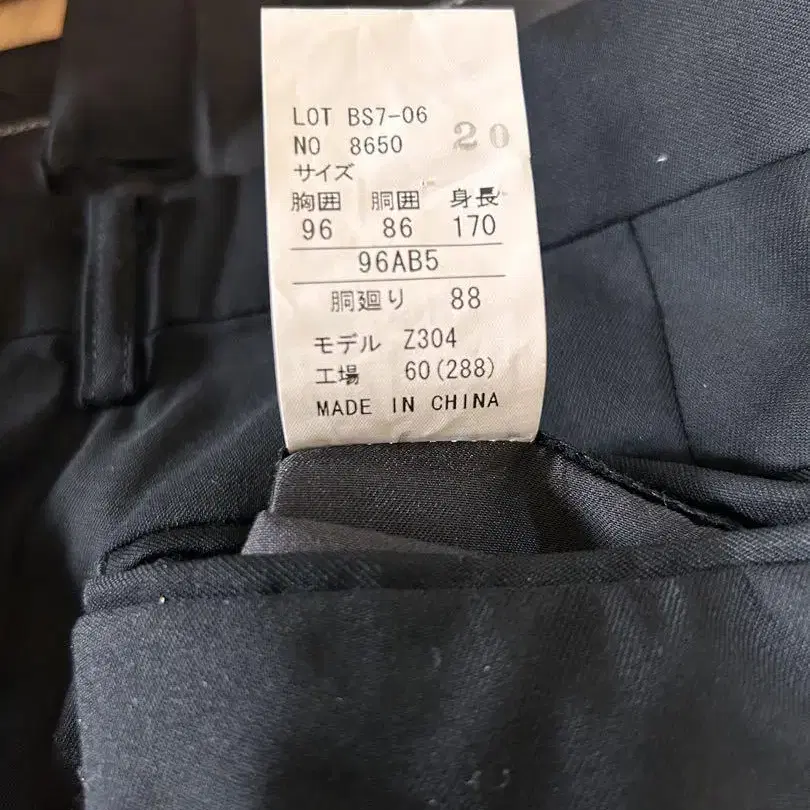 LOT BS7-06
NO 8650 20
サイズ
胸囲 胴囲 身長
96 86 170
96AB5
胴廻り 88
モデル Z304
工場 60(288)
MADE IN CHINA